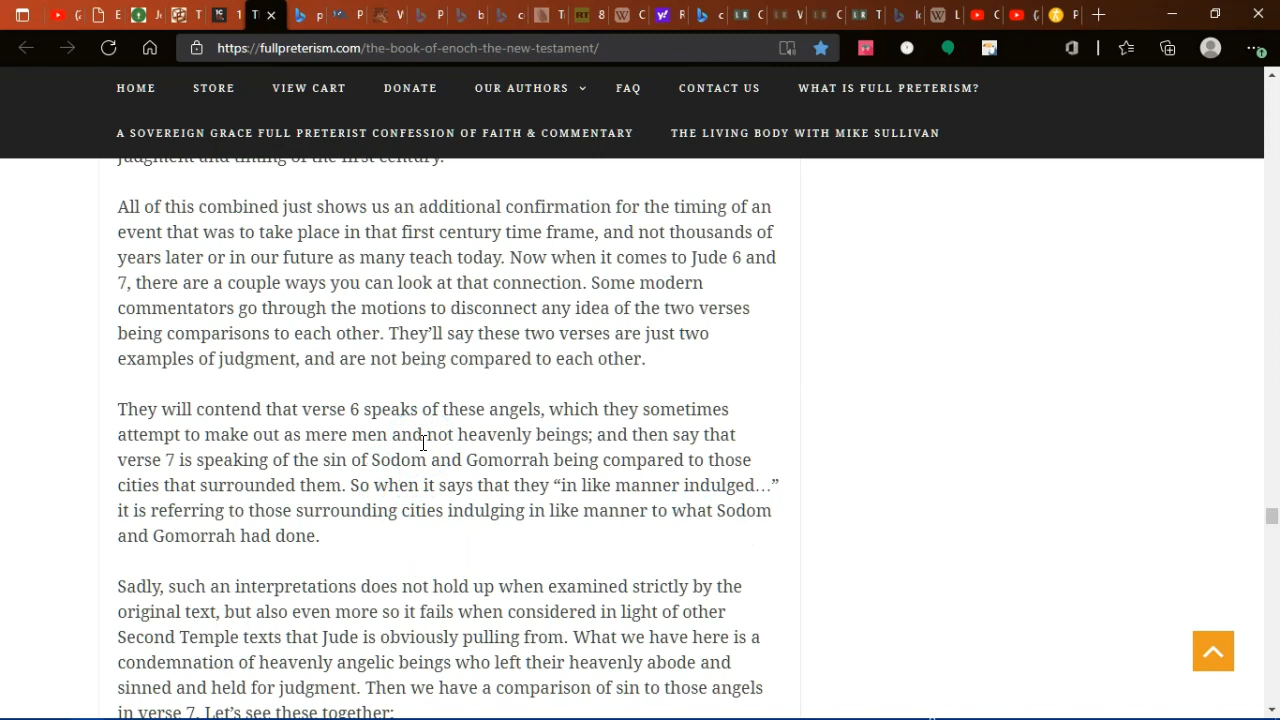 https://fullpreterism.com/the-book-of-enoch-the-new-testament/
HOME STORE VIEW CART DONATE OUR AUTHORS FAQ CONTACT US WHAT IS FULL PRETERISM?
A SOVEREIGN GRACE FULL PRETERIST CONFESSION OF FAITH & COMMENTARY THE LIVING BODY WITH MIKE SULLIVAN
judgment and timing of the first century.
All of this combined just shows us an additional confirmation for the timing of an
event that was to take place in that first century time frame, and not thousands of
years later or in our future as many teach today. Now when it comes to Jude 6 and
7, there are a couple ways you can look at that connection. Some modern
commentators go through the motions to disconnect any idea of the two verses
being comparisons to each other. They’ll say these two verses are just two
examples of judgment, and are not being compared to each other.
They will contend that verse 6 speaks of these angels, which they sometimes
attempt to make out as mere men and not heavenly beings; and then say that
verse 7 is speaking of the sin of Sodom and Gomorrah being compared to those
cities that surrounded them. So when it says that they “in like manner indulged…”
it is referring to those surrounding cities indulging in like manner to what Sodom
and Gomorrah had done.
Sadly, such an interpretations does not hold up when examined strictly by the
original text, but also even more so it fails when considered in light of other
Second Temple texts that Jude is obviously pulling from. What we have here is a
condemnation of heavenly angelic beings who left their heavenly abode and
sinned and held for judgment. Then we have a comparison of sin to those angels
in verse 7. Let’s see these together: